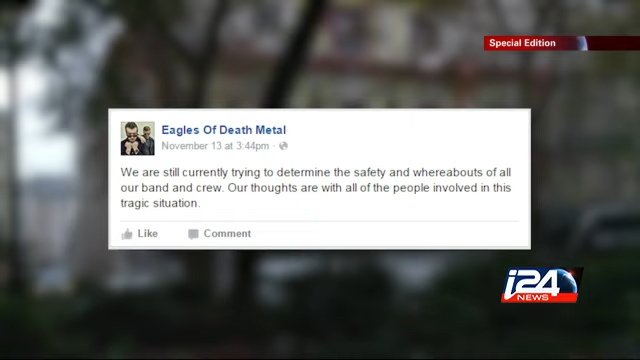 Special Edition
Eagles Of Death Metal
November 13 at 3:44pm ·
We are still currently trying to determine the safety and whereabouts of all
our band and crew. Our thoughts are with all of the people involved in this
tragic situation.
Like Comment
i24
NEWS